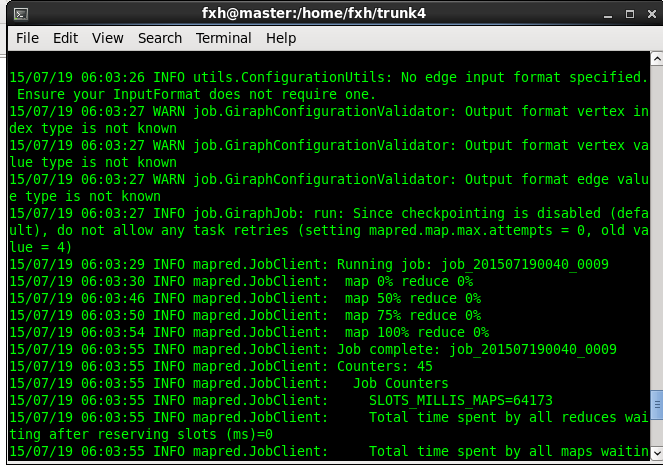 fxh@master:/home/fxh/trunk4
File Edit View Search Terminal Help
15/07/19 06:03:26 INFO utils.ConfigurationUtils: No edge input format specified.
 Ensure your InputFormat does not require one.
15/07/19 06:03:27 WARN job.GiraphConfigurationValidator: Output format vertex in
dex type is not known
15/07/19 06:03:27 WARN job.GiraphConfigurationValidator: Output format vertex va
lue type is not known
15/07/19 06:03:27 WARN job.GiraphConfigurationValidator: Output format edge valu
e type is not known
15/07/19 06:03:27 INFO job.GiraphJob: run: Since checkpointing is disabled (defa
ult), do not allow any task retries (setting mapred.map.max.attempts = 0, old va
lue = 4)
15/07/19 06:03:29 INFO mapred.JobClient: Running job: job_201507190040_0009
15/07/19 06:03:30 INFO mapred.JobClient:  map 0% reduce 0%
15/07/19 06:03:46 INFO mapred.JobClient:  map 50% reduce 0%
15/07/19 06:03:50 INFO mapred.JobClient:  map 75% reduce 0%
15/07/19 06:03:54 INFO mapred.JobClient:  map 100% reduce 0%
15/07/19 06:03:55 INFO mapred.JobClient: Job complete: job_201507190040_0009
15/07/19 06:03:55 INFO mapred.JobClient: Counters: 45
15/07/19 06:03:55 INFO mapred.JobClient:   Job Counters
15/07/19 06:03:55 INFO mapred.JobClient:     SLOTS_MILLIS_MAPS=64173
15/07/19 06:03:55 INFO mapred.JobClient:     Total time spent by all reduces wai
ting after reserving slots (ms)=0
15/07/19 06:03:55 INFO mapred.JobClient:     Total time spent by all maps waitin